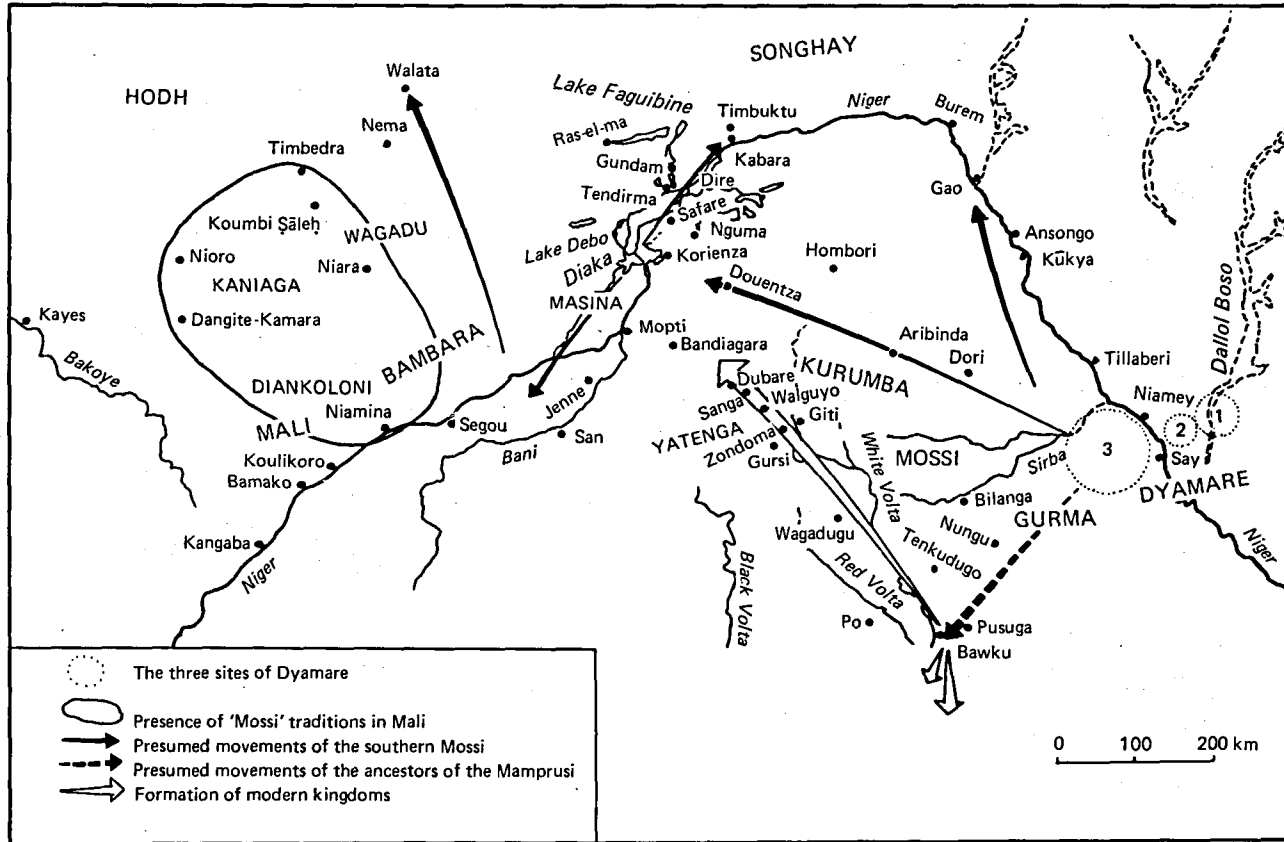 SONGHAY
HODH
Walata
Lake Faguibine
Timbuktu
Niger
Burem
Nema
Ras-el-ma
Timbedra
Kabara
Gundam
Dire
Tendirma
Gao
Koumbi Ṣāleḥ
WAGADU
Safare
Nguma
Ansongo
Lake Debo
Hombori
Kūkya
Nioro
Niara
Diaka
Korienza
Dallol Boso
KANIAGA
Douentza
MASINA
Kayes
Dangite-Kamara
Mopti
Aribinda
Bakoye
BAMBARA
Bandiagara
Dori
Tillaberi
KURUMBA
DIANKOLONI
Dubare
Jenne
Sanga
Walguyo
Niamey
1
Niamina
Giti
2
MALI
Segou
San
YATENGA
Zondoma
3
Koulikoro
Bani
Gursi
White Volta
MOSSI
Sirba
Say
Bamako
DYAMARE
Bilanga
GURMA
Wagadugu
Nungu
Kangaba
Tenkudugo
Niger
Niger
Black Volta
Red Volta
Po
Pusuga
Bawku
The three sites of Dyamare
Presence of 'Mossi' traditions in Mali
Presumed movements of the southern Mossi
Presumed movements of the ancestors of the Mamprusi
Formation of modern kingdoms
0 100 200 km